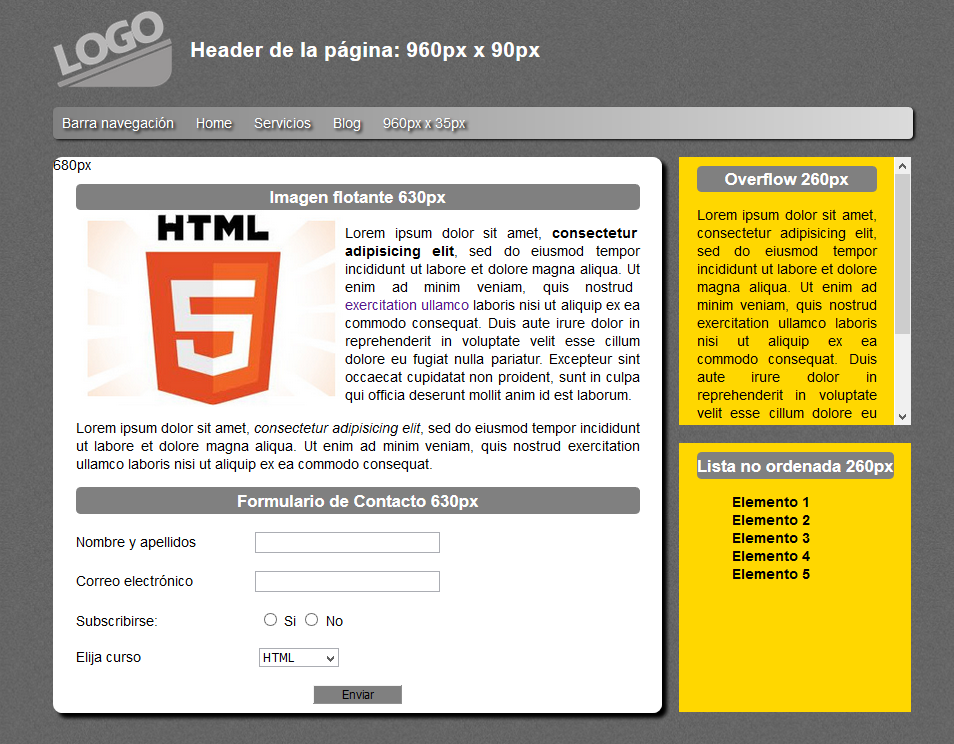 LOGO
Header de la página: 960px x 90px
Barra navegación Home Servicios Blog 960px x 35px
680px
Imagen flotante 630px
HTML
5
Lorem ipsum dolor sit amet, consectetur
adipisicing elit, sed do eiusmod tempor
incididunt ut labore et dolore magna aliqua. Ut
enim ad minim veniam, quis nostrud
exercitation ullamco laboris nisi ut aliquip ex ea
commodo consequat. Duis aute irure dolor in
reprehenderit in voluptate velit esse cillum
dolore eu fugiat nulla pariatur. Excepteur sint
occaecat cupidatat non proident, sunt in culpa
qui officia deserunt mollit anim id est laborum.
Lorem ipsum dolor sit amet, consectetur adipisicing elit, sed do eiusmod tempor incididunt
ut labore et dolore magna aliqua. Ut enim ad minim veniam, quis nostrud exercitation
ullamco laboris nisi ut aliquip ex ea commodo consequat.
Formulario de Contacto 630px
Nombre y apellidos
Correo electrónico
Subscribirse: Si No
Elija curso HTML
Enviar
Overflow 260px
Lorem ipsum dolor sit amet,
consectetur adipisicing elit,
sed do eiusmod tempor
incididunt ut labore et dolore
magna aliqua. Ut enim ad
minim veniam, quis nostrud
exercitation ullamco laboris
nisi ut aliquip ex ea
commodo consequat. Duis
aute irure dolor in
reprehenderit in voluptate
velit esse cillum dolore eu
Lista no ordenada 260px
Elemento 1
Elemento 2
Elemento 3
Elemento 4
Elemento 5